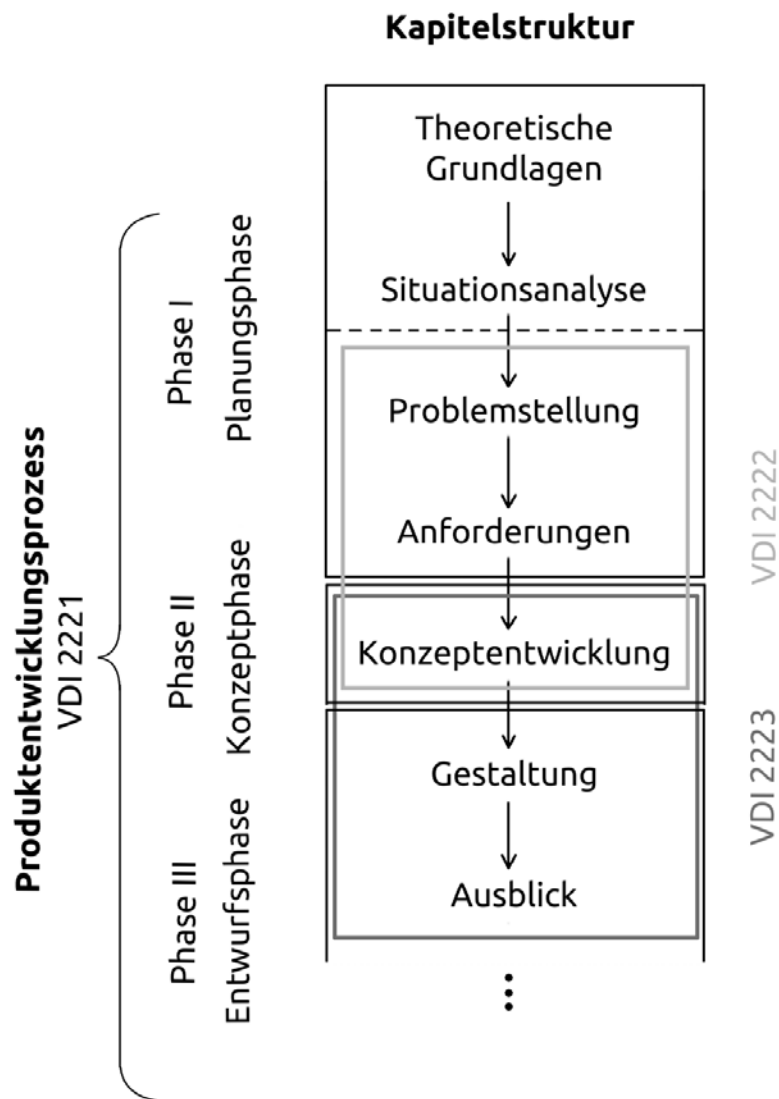 Kapitelstruktur
Theoretische
Grundlagen
Situationsanalyse
Problemstellung
Anforderungen
Konzeptentwicklung
Gestaltung
Ausblick
...
Produktentwicklungsprozess
VDI 2221
Phase I
Planungsphase
Phase II
Konzeptphase
Phase III
Entwurfsphase
VDI 2222
VDI 2223